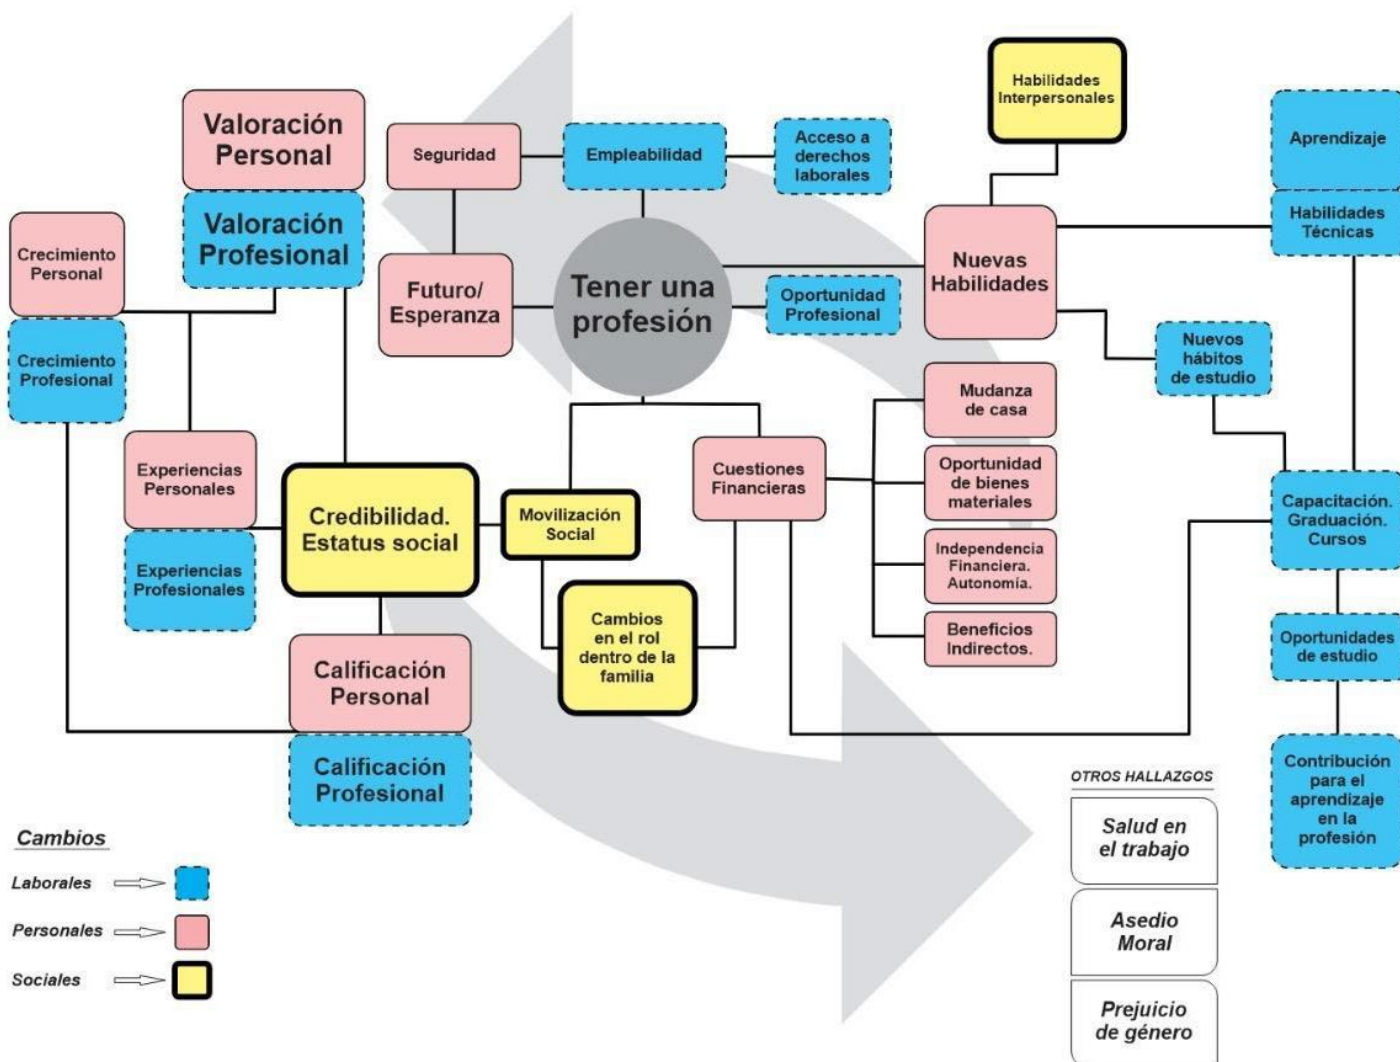 Habilidades
Interpersonales
Valoración
Personal
Seguridad
Empleabilidad
Acceso a
derechos
laborales
Aprendizaje
Valoración
Profesional
Habilidades
Técnicas
Crecimiento
Personal
Futuro/
Esperanza
Tener una
profesión
Oportunidad
Profesional
Nuevas
Habilidades
Crecimiento
Profesional
Nuevos
hábitos
de estudio
Mudanza
de casa
Experiencias
Personales
Cuestiones
Financieras
Oportunidad
de bienes
materiales
Credibilidad.
Estatus social
Movilización
Social
Capacitación.
Graduación.
Cursos
Experiencias
Profesionales
Independencia
Financiera.
Autonomía.
Cambios
en el rol
dentro de la
familia
Beneficios
Indirectos.
Oportunidades
de estudio
Calificación
Personal
Calificación
Profesional
Contribución
para el
aprendizaje
en la
profesión
OTROS HALLAZGOS
Salud en
el trabajo
Asedio
Moral
Prejuicio
de género
Cambios
Laborales
Personales
Sociales